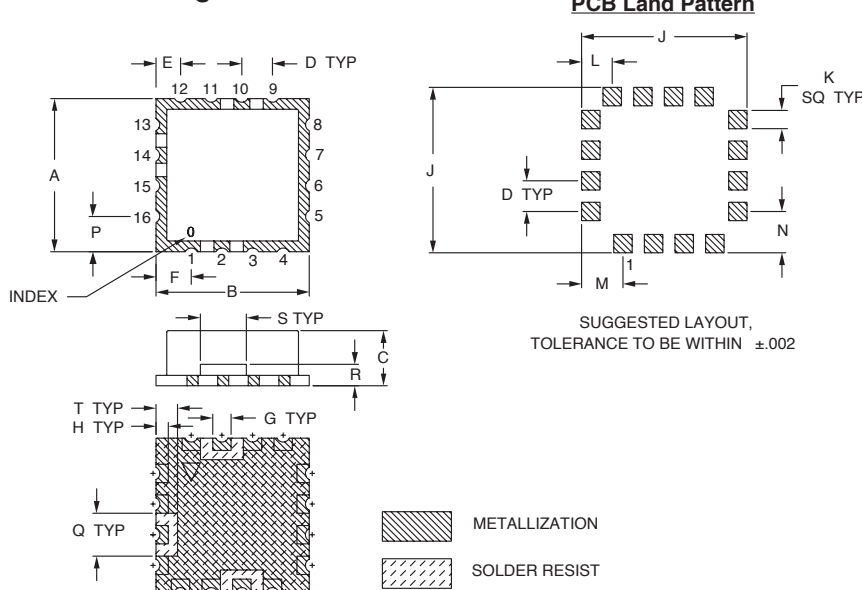 PCB Land Pattern
E
D TYP
12 11 10 9
13
14
15
16
8
7
6
5
A
P
0
1 2 3 4
F
B
INDEX
J
L
K
SQ TYP
J
D TYP
N
1
M
SUGGESTED LAYOUT,
TOLERANCE TO BE WITHIN ±.002
S TYP
C
R
T TYP
H TYP
G TYP
Q TYP
METALLIZATION
SOLDER RESIST